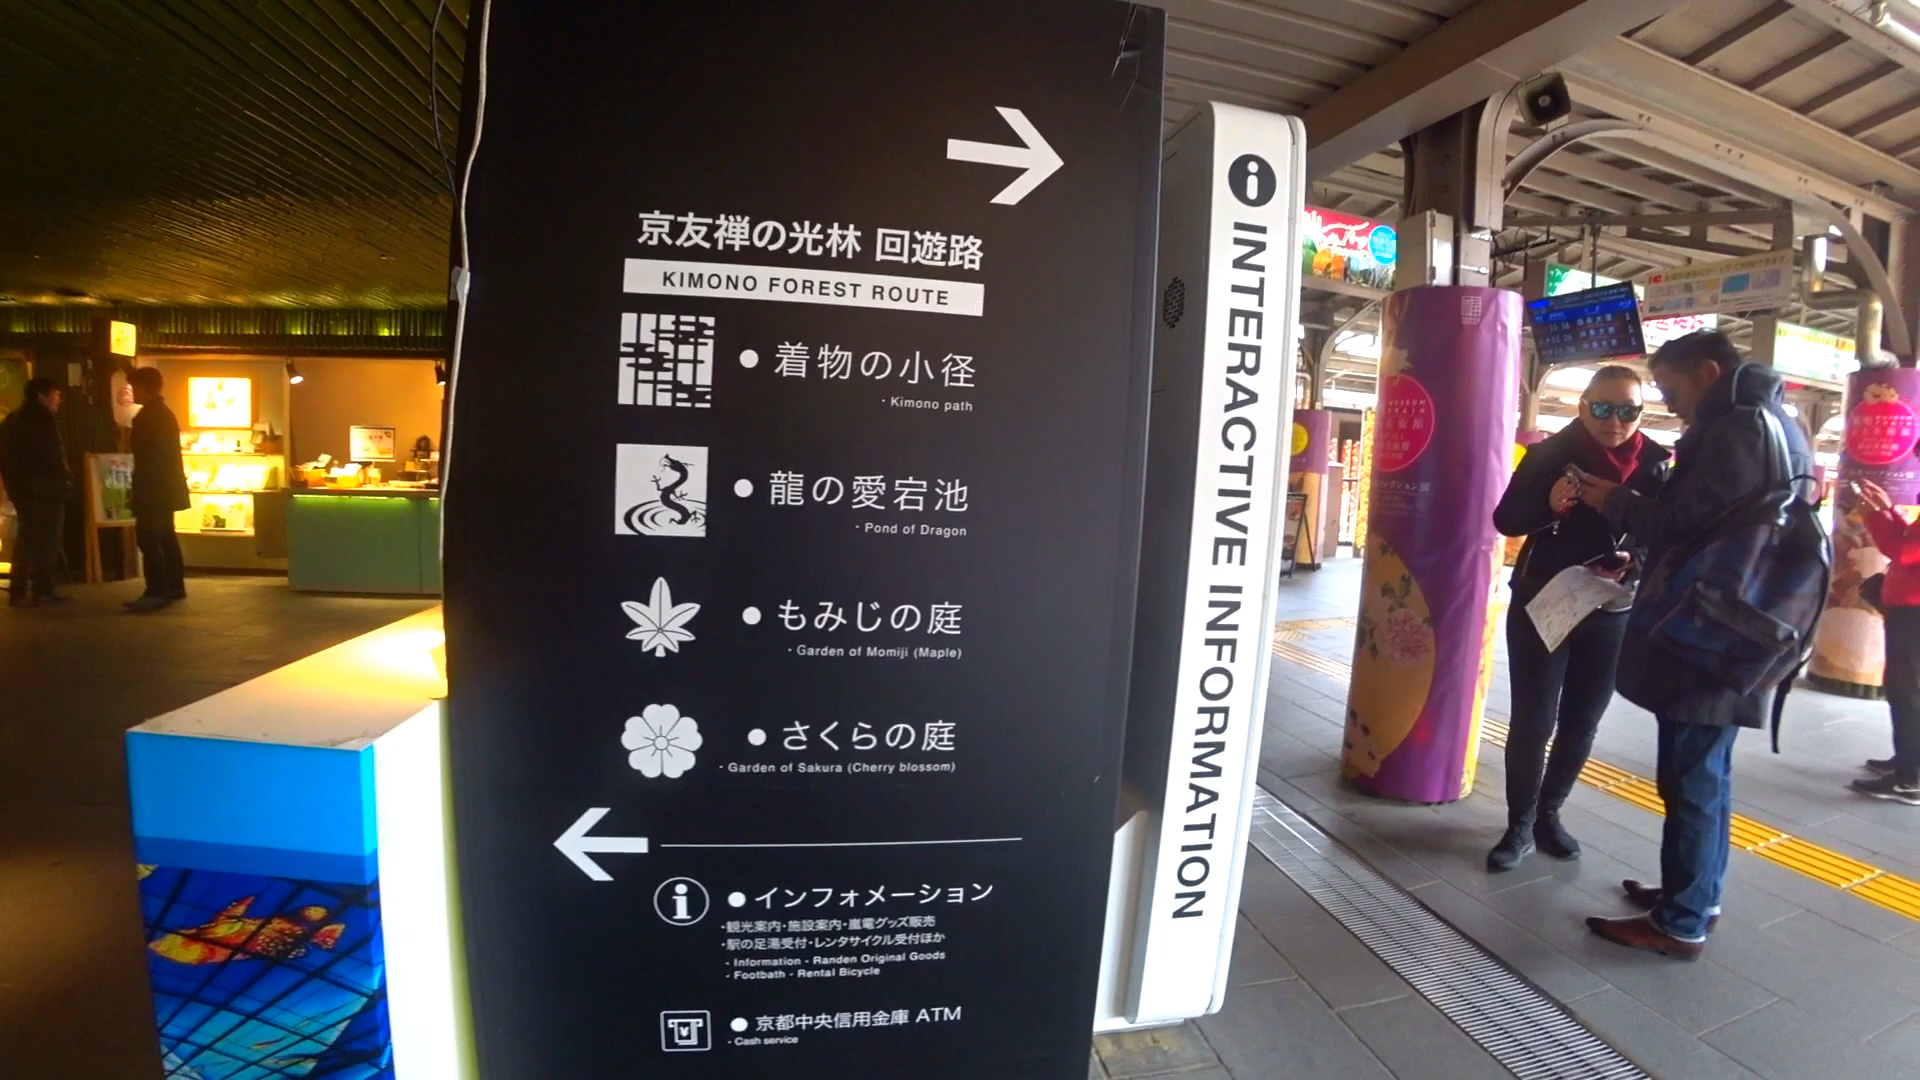 京友禅の光林 回遊路
KIMONO FOREST ROUTE
● 着物の小径
・Kimono path
● 龍の愛宕池
・Pond of Dragon
● もみじの庭
・Garden of Momiji (Maple)
● さくらの庭
・Garden of Sakura (Cherry blossom)
● インフォメーション
・観光案内・施設案内・嵐電グッズ販売
・駅の足湯受付・レンタサイクル受付ほか
- Information - Randen Original Goods
- Footbath - Rental Bicycle
● 京都中央信用金庫 ATM
- Cash service
i INTERACTIVE INFORMATION